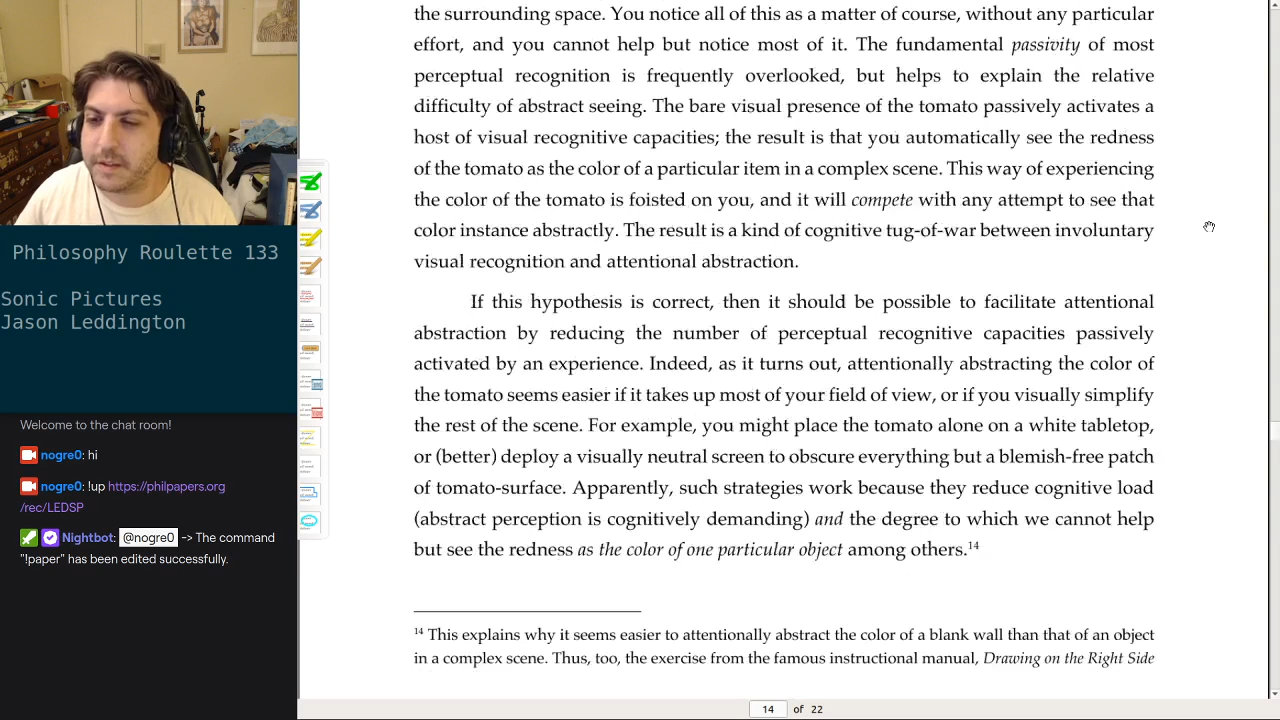 Philosophy Roulette 133
Sonic Pictures
Jason Leddington
Welcome to the chat room!
nogre0: hi
nogre0: !up https://philpapers.org
/rec/LEDSP
Nightbot: @nogre0 -> The command
"!paper" has been edited successfully.
the surrounding space. You notice all of this as a matter of course, without any particular
effort, and you cannot help but notice most of it. The fundamental passivity of most
perceptual recognition is frequently overlooked, but helps to explain the relative
difficulty of abstract seeing. The bare visual presence of the tomato passively activates a
host of visual recognitive capacities, the result is that you automatically see the redness
of the tomato as the color of a familiar item in a complex scene. This way of experiencing
the color of the tomato is foisted on you, and it must compete with any attempt to see that
color instance abstractly. The result is a kind of cognitive tug-of-war between involuntary
visual recognition and attentional abstraction.
Now, if this picture is correct, then it should be possible to facilitate attentional
abstraction by reducing the number of recognitive capacities that are passively
activated by an experience. Indeed, returning to our example, attentionally abstracting the color of
the tomato seems easier if it takes up more of your field of view, or if you visually simplify
the rest of the scene. For example, you might place the tomato alone on a white tabletop,
or (better) deploy a visually neutral screen to obscure everything but a blemish-free patch
of tomato-surface. Plausibly, such strategies work because they reduce recognitive load
(abstract perception is cognitively demanding) and the degree to which we cannot help
but see the redness as the color of one particular object among others.14
14 This explains why it seems easier to attentionally abstract the color of a blank wall than that of an object
in a complex scene. Thus, too, the exercise from the famous instructional manual, Drawing on the Right Side
14 of 22